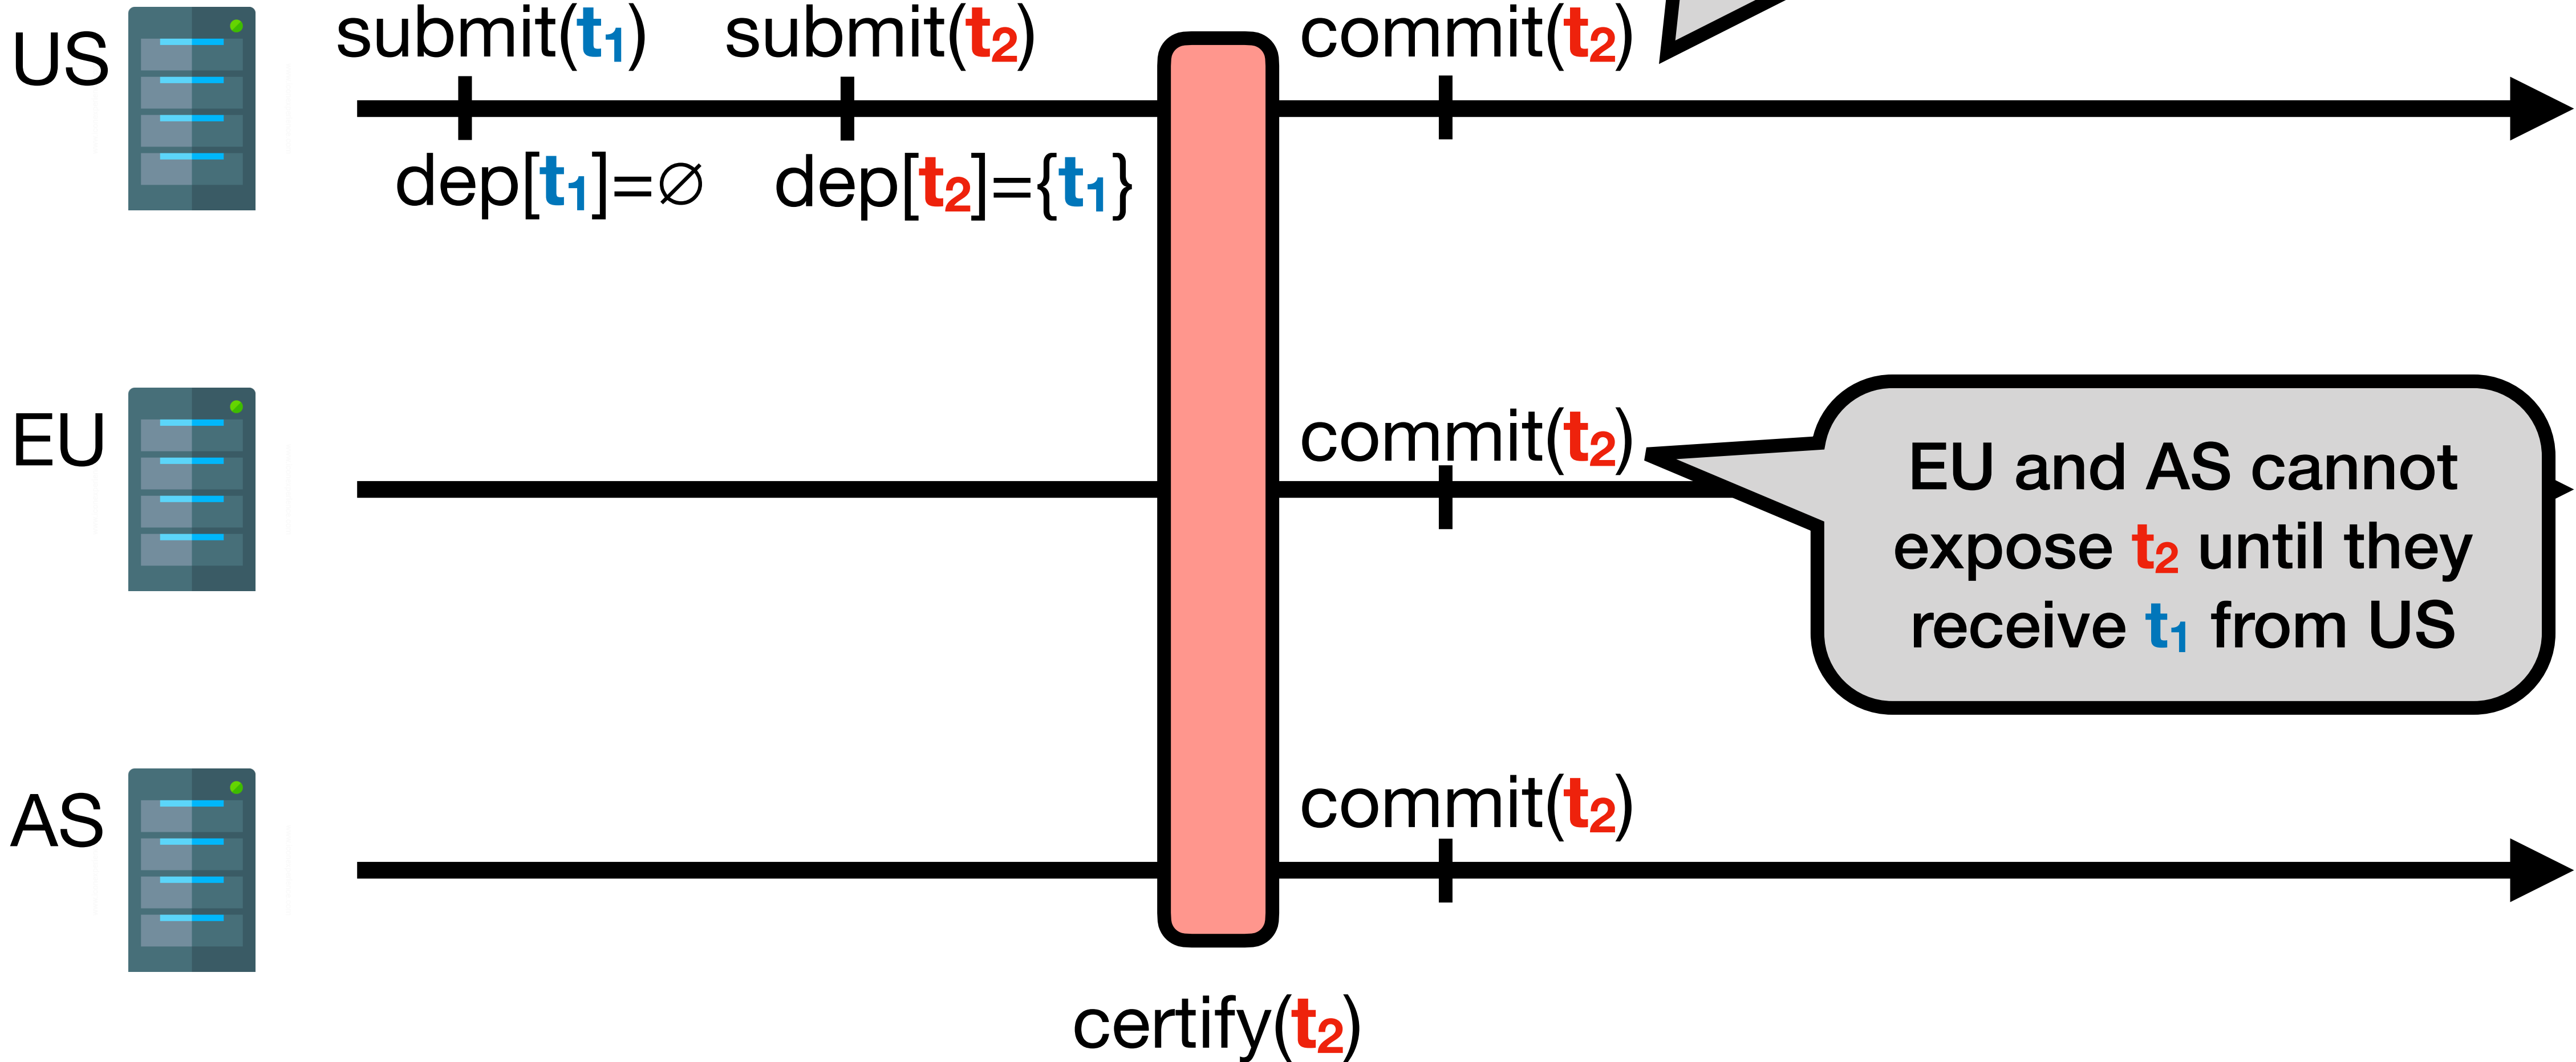 US
submit(t₁) submit(t₂) commit(t₂)
dep[t₁]=∅ dep[t₂]={t₁}
EU
commit(t₂)
EU and AS cannot
expose t₂ until they
receive t₁ from US
AS
commit(t₂)
certify(t₂)